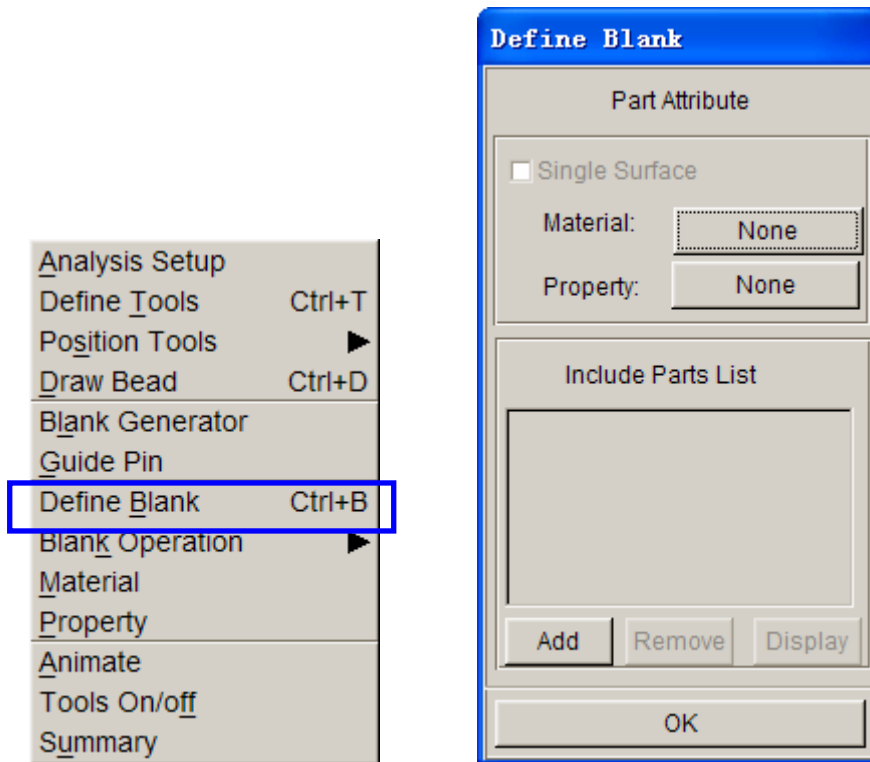 Analysis Setup
Define Tools Ctrl+T
Position Tools
Draw Bead Ctrl+D
Blank Generator
Guide Pin
Define Blank Ctrl+B
Blank Operation
Material
Property
Animate
Tools On/off
Summary
Define Blank
Part Attribute
Single Surface
Material: None
Property: None
Include Parts List
Add Remove Display
OK